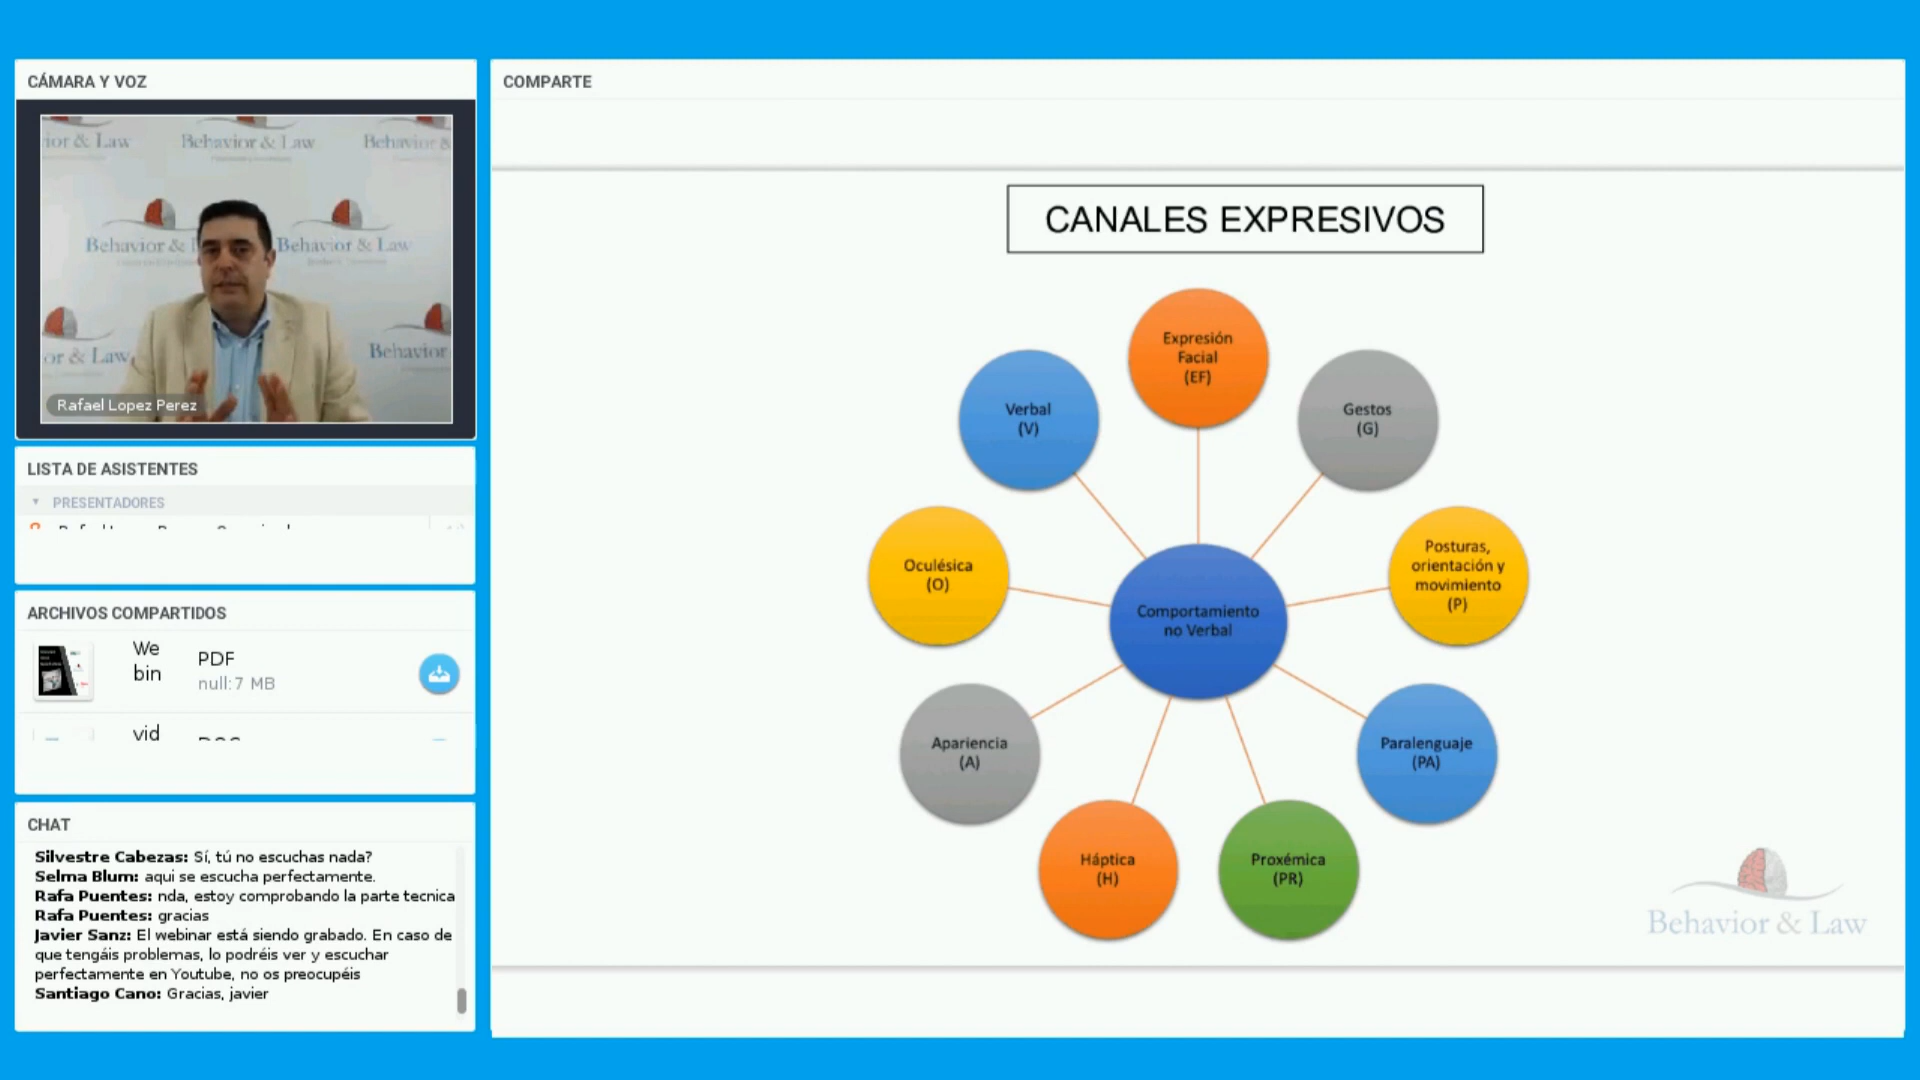 CÁMARA Y VOZ
ior & Law
Behavior & Law
Behavior &
Behavior &
Behavior & Law
or & Law
Behavior
Rafael Lopez Perez
LISTA DE ASISTENTES
PRESENTADORES
ARCHIVOS COMPARTIDOS
We
bin
PDF
null:7 MB
vid
CHAT
Silvestre Cabezas: Sí, tú no escuchas nada?
Selma Blum: aqui se escucha perfectamente.
Rafa Puentes: nda, estoy comprobando la parte tecnica
Rafa Puentes: gracias
Javier Sanz: El webinar está siendo grabado. En caso de
que tengáis problemas, lo podréis ver y escuchar
perfectamente en Youtube, no os preocupéis
Santiago Cano: Gracias, javier
COMPARTE
CANALES EXPRESIVOS
Expresión
Facial
(EF)
Verbal
(V)
Gestos
(G)
Oculésica
(O)
Posturas,
orientación y
movimiento
(P)
Comportamiento
no Verbal
Apariencia
(A)
Paralenguaje
(PA)
Háptica
(H)
Proxémica
(PR)
Behavior & Law